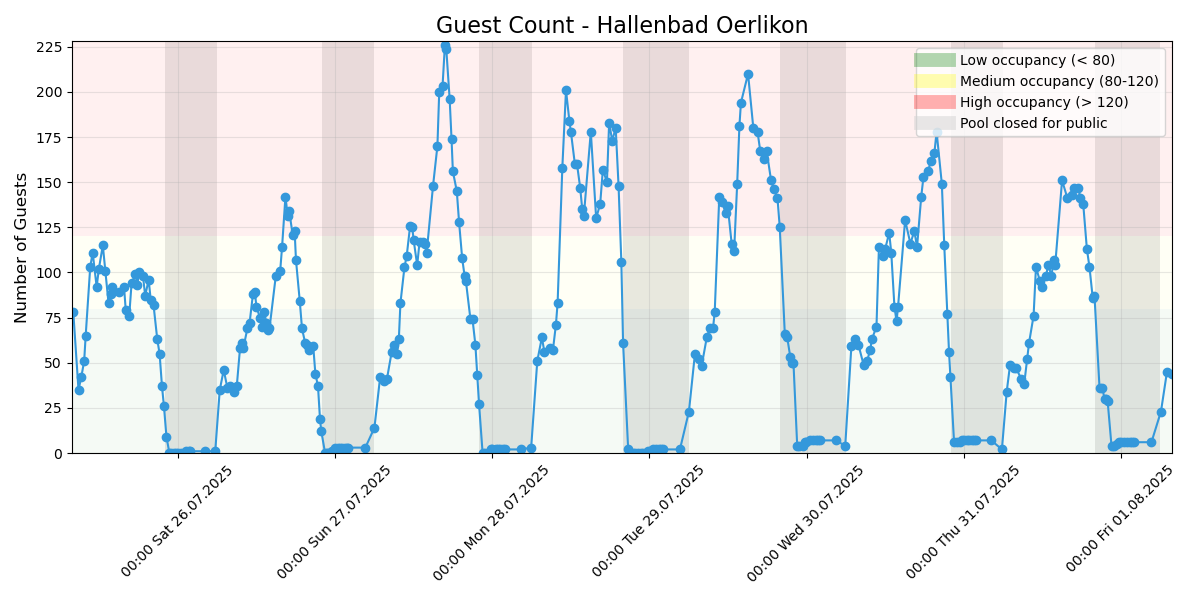 Guest Count - Hallenbad Oerlikon
Number of Guests
225
200
175
150
125
100
75
50
25
0
Low occupancy (< 80)
Medium occupancy (80-120)
High occupancy (> 120)
Pool closed for public
00:00 Sat 26.07.2025
00:00 Sun 27.07.2025
00:00 Mon 28.07.2025
00:00 Tue 29.07.2025
00:00 Wed 30.07.2025
00:00 Thu 31.07.2025
00:00 Fri 01.08.2025